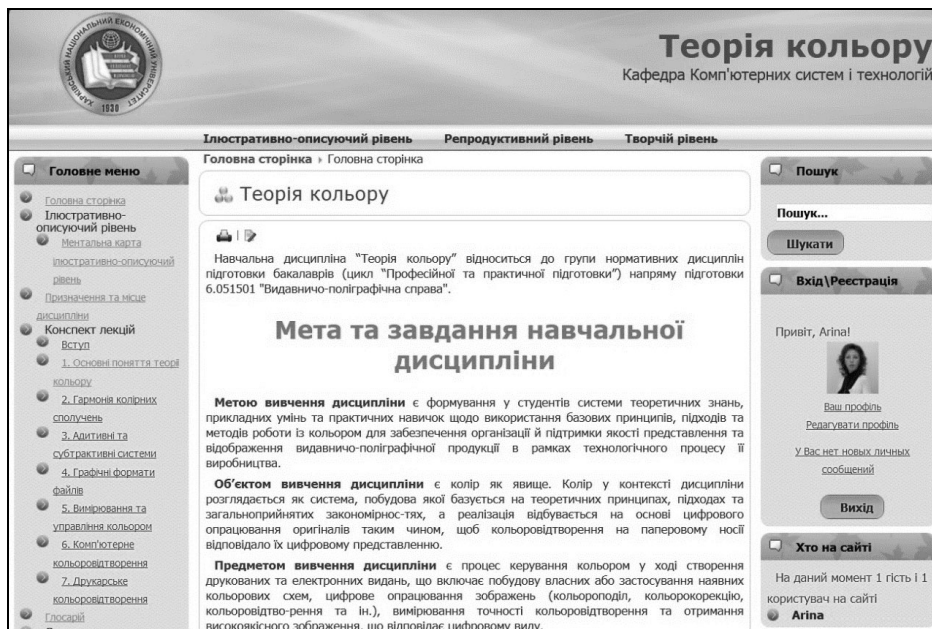 ХАРКІВСЬКИЙ НАЦІОНАЛЬНИЙ ЕКОНОМІЧНИЙ УНІВЕРСИТЕТ
1930
Теорія кольору
Кафедра Комп'ютерних систем і технологій
Ілюстративно-описуючий рівень Репродуктивний рівень Творчій рівень
Головне меню
Головна сторінка
Ілюстративно-
описуючий рівень
Ментальна карта
ілюстративно-описуючий
рівень
Призначення та місце
дисципліни
Конспект лекцій
Вступ
1. Основні поняття теорії
кольору
2. Гармонія колірних
сполучень
3. Адитивні та
субтрактивні системи
4. Графічні формати
файлів
5. Вимірювання та
управління кольором
6. Комп'ютерне
кольоровідтворення
7. Друкарське
кольоровідтворення
Глосарій
Головна сторінка Головна сторінка
Теорія кольору
Навчальна дисципліна "Теорія кольору" відноситься до групи нормативних дисциплін
підготовки бакалаврів (цикл "Професійної та практичної підготовки") напряму підготовки
6.051501 "Видавничо-поліграфічна справа".
Мета та завдання навчальної
дисципліни
Метою вивчення дисципліни є формування у студентів системи теоретичних знань,
прикладних умінь та практичних навичок щодо використання базових принципів, підходів та
методів роботи із кольором для забезпечення організації й підтримки якості представлення та
відображення видавничо-поліграфічної продукції в рамках технологічного процесу її
виробництва.
Об'єктом вивчення дисципліни є колір як явище. Колір у контексті дисципліни
розглядається як система, побудова якої базується на теоретичних принципах, підходах та
загальноприйнятих закономірнос-тях, а реалізація відбувається на основі цифрового
опрацювання оригіналів таким чином, щоб кольоровідтворення на паперовому носії
відповідало їх цифровому представленню.
Предметом вивчення дисципліни є процес керування кольором у ході створення
друкованих та електронних видань, що включає побудову власних або застосування наявних
кольорових схем, цифрове опрацювання зображень (кольороподіл, кольорокорекцію,
кольоровідтво-рення та ін.), вимірювання точності кольоровідтворення та отримання
високоякісного зображення, що відповідає цифровому виду.
Пошук
Пошук...
Шукати
Вхід\Реєстрація
Привіт, Arina!
Ваш профіль
Редагувати профіль
У Вас нет новых личных
сообщений
Вихід
Хто на сайті
На даний момент 1 гість і 1
користувач на сайті
Arina